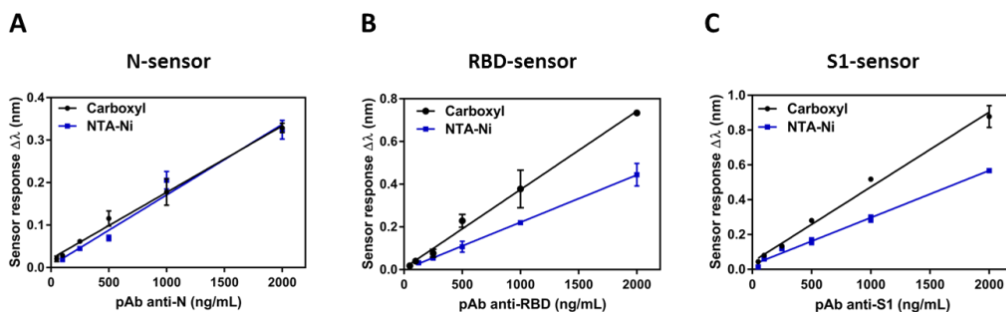 A
N-sensor
Sensor response Δλ (nm)
0.4
0.3
0.2
0.1
0.0
Carboxyl
NTA-Ni
0
500
1000
1500
2000
pAb anti-N (ng/mL)
B
RBD-sensor
Sensor response Δλ (nm)
0.8
0.6
0.4
0.2
0.0
Carboxyl
NTA-Ni
0
500
1000
1500
2000
pAb anti-RBD (ng/mL)
C
S1-sensor
Sensor response Δλ (nm)
1.0
0.8
0.6
0.4
0.2
0.0
Carboxyl
NTA-Ni
0
500
1000
1500
2000
pAb anti-S1 (ng/mL)